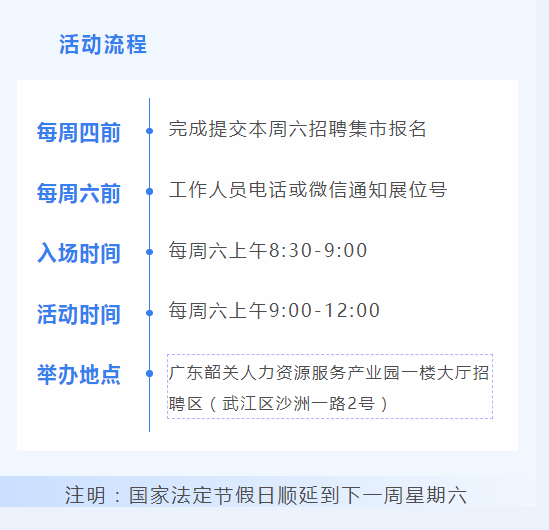 活动流程
每周四前 完成提交本周六招聘集市报名
每周六前 工作人员电话或微信通知展位号
入场时间 每周六上午8:30-9:00
活动时间 每周六上午9:00-12:00
举办地点 广东韶关人力资源服务产业园一楼大厅招
聘区（武江区沙洲一路2号）
注明：国家法定节假日顺延到下一周星期六